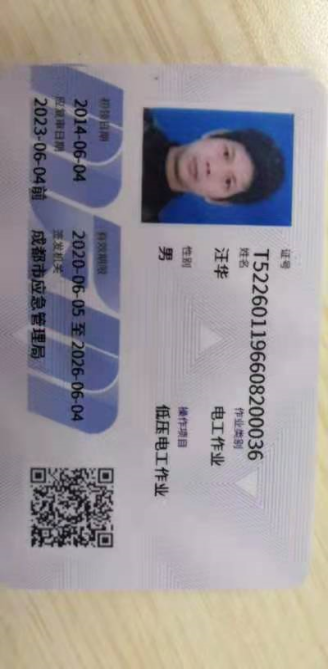 证号
T522601196608200036
姓名
汪华
作业类别
电工作业
性别
男
操作项目
低压电工作业
初领日期
2014-06-04
有效期限
2020-06-05 至 2026-06-04
应复审日期
2023-06-04前
签发机关
成都市应急管理局